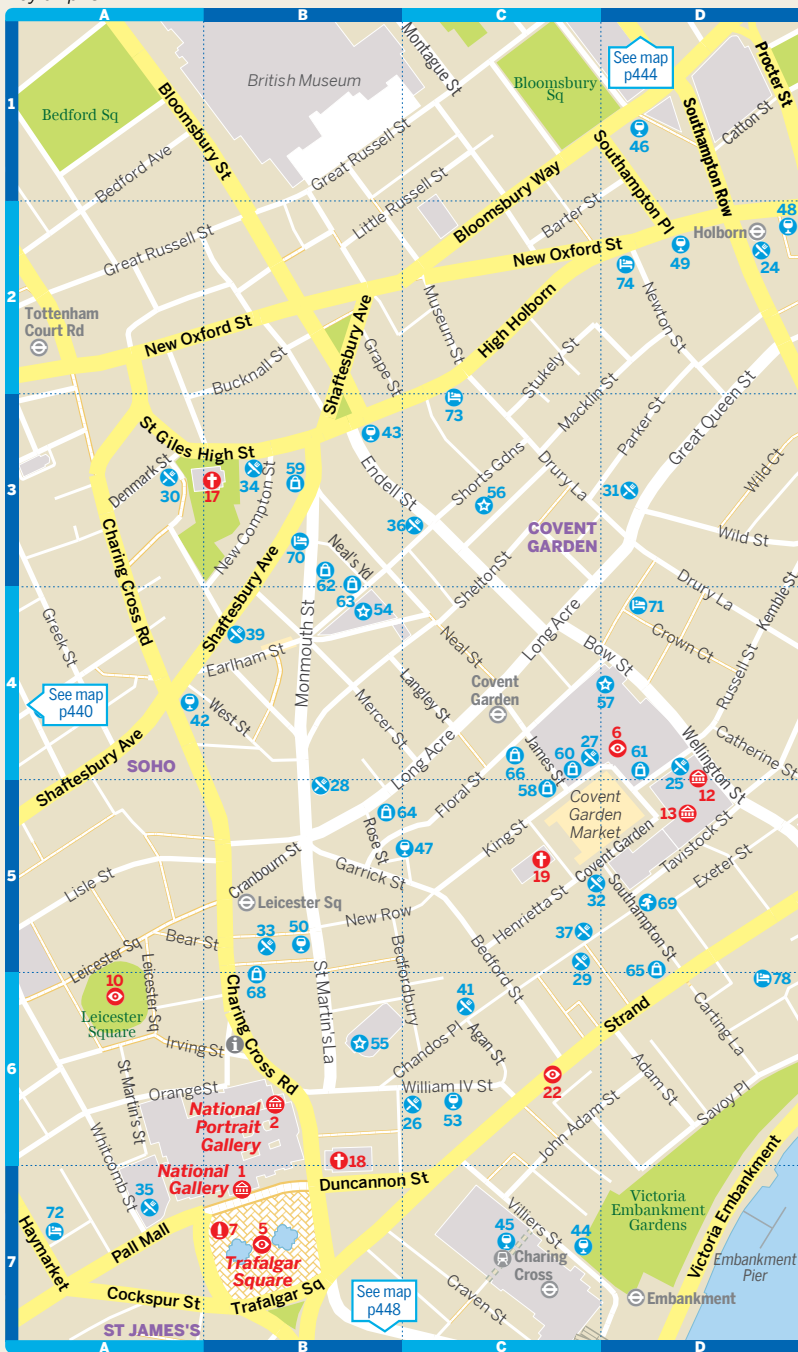 A
B
C
D
1
British Museum
Montague St
Bloomsbury
Sq
See map
p444
Procter St
Bedford Sq
Bloomsbury St
Southampton Row
Catton St
46
Bedford Ave
Great Russell St
Southampton Pl
Little Russell St
Bloomsbury Way
Barter St
48
Holborn
Great Russell St
New Oxford St
49
24
74
2
Tottenham
Court Rd
Museum St
Newton St
New Oxford St
Shaftesbury Ave
High Holborn
Bucknall St
Grape St
Stukely St
73
Macklin St
Parker St
Great Queen St
St Giles High St
43
3
Denmark St
30
17
34
59
Endell St
Shorts Gdns
56
Drury La
31
Wild Ct
New Compton St
36
COVENT
GARDEN
Wild St
Charing Cross Rd
70
Neal's Yd
62
63
54
Shelton St
Drury La
Kemble St
Shaftesbury Ave
71
Greek St
39
Monmouth St
Neal St
Long Acre
Bow St
Crown Ct
Earlham St
Russell St
4
See map
p440
42
West St
Mercer St
Langley St
Covent
Garden
57
Wellington St
Catherine St
6
27
61
Shaftesbury Ave
SOHO
Long Acre
66
James St
60
25
12
28
Floral St
58
Covent
Garden
Market
13
64
Rose St
47
King St
Covent Garden
Tavistock St
5
Cranbourn St
Garrick St
19
Exeter St
Lisle St
Leicester Sq
Henrietta St
32
Southampton St
69
New Row
33
50
Bear St
37
Leicester Sq
Leicester Sq
10
Bedfordbury
Bedford St
29
65
78
68
St Martin's La
41
Strand
Carting La
Leicester
Square
Charing Cross Rd
6
Irving St
55
Chandos Pl
Agan St
22
Adam St
Savoy Pl
St Martin's St
Orange St
William IV St
National
Portrait
Gallery
2
26
53
John Adam St
Whitcomb St
18
National
Gallery
1
Duncannon St
35
Villiers St
Victoria
Embankment
Gardens
Victoria Embankment
72
Haymarket
Pall Mall
7
5
Trafalgar
Square
45
44
7
Charing
Cross
Embankment
Pier
Cockspur St
Trafalgar Sq
See map
p448
Craven St
Embankment
ST JAMES'S
A
B
C
D